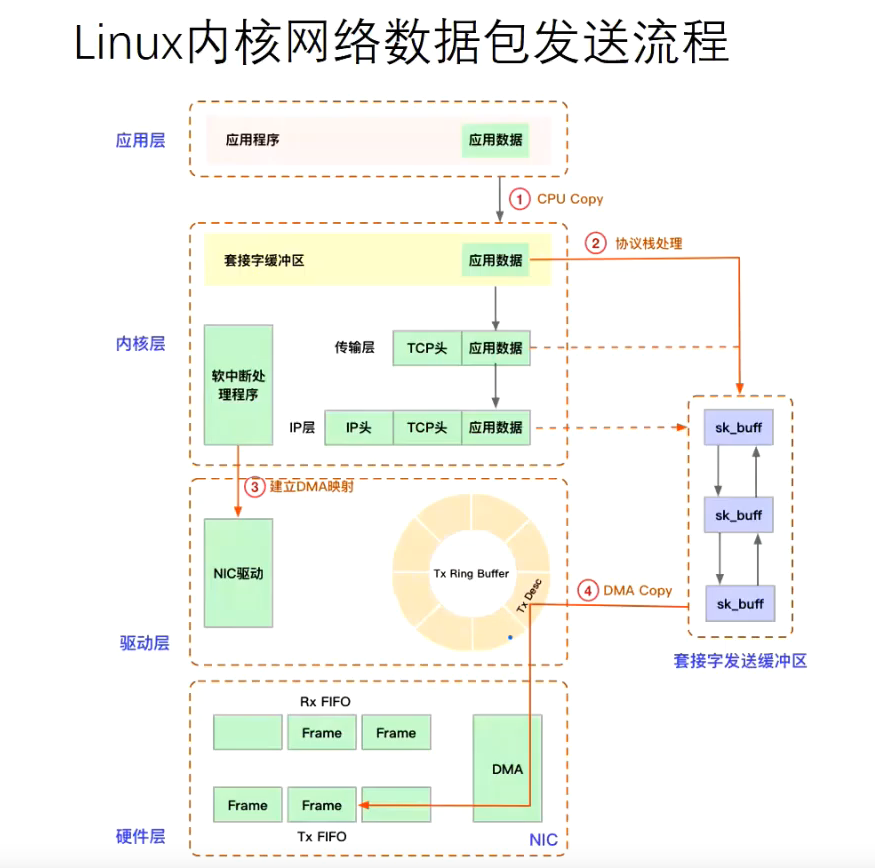 Linux内核网络数据包发送流程
应用层
应用程序
应用数据
① CPU Copy
套接字缓冲区
应用数据
② 协议栈处理
内核层
软中断处
理程序
传输层
TCP头
应用数据
IP层
IP头
TCP头
应用数据
sk_buff
sk_buff
sk_buff
套接字发送缓冲区
③ 建立DMA映射
NIC驱动
Tx Ring Buffer
Tx Desc
④ DMA Copy
驱动层
Rx FIFO
Frame
Frame
DMA
Frame
Frame
Tx FIFO
硬件层
NIC